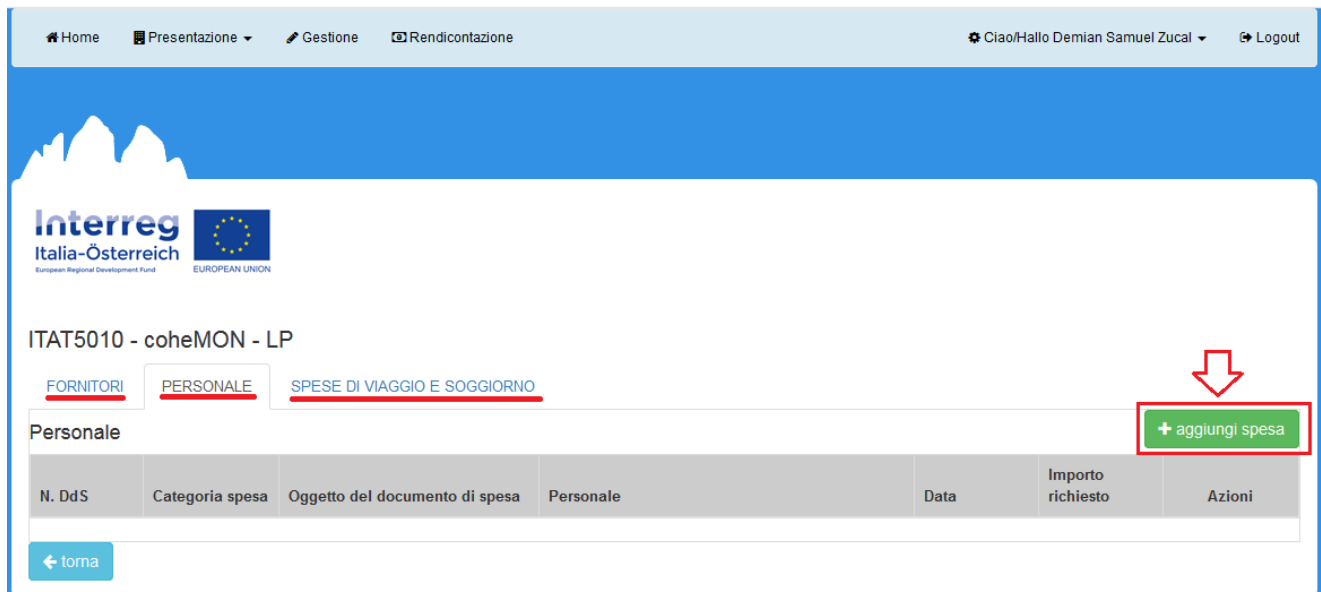 Home Presentazione Gestione Rendicontazione Ciao/Hallo Demian Samuel Zucal Logout
Interreg
Italia-Österreich
European Regional Development Fund EUROPEAN UNION
ITAT5010 - coheMON - LP
FORNITORI PERSONALE SPESE DI VIAGGIO E SOGGIORNO
Personale + aggiungi spesa
N. DdS Categoria spesa Oggetto del documento di spesa Personale Data Importo richiesto Azioni
torna